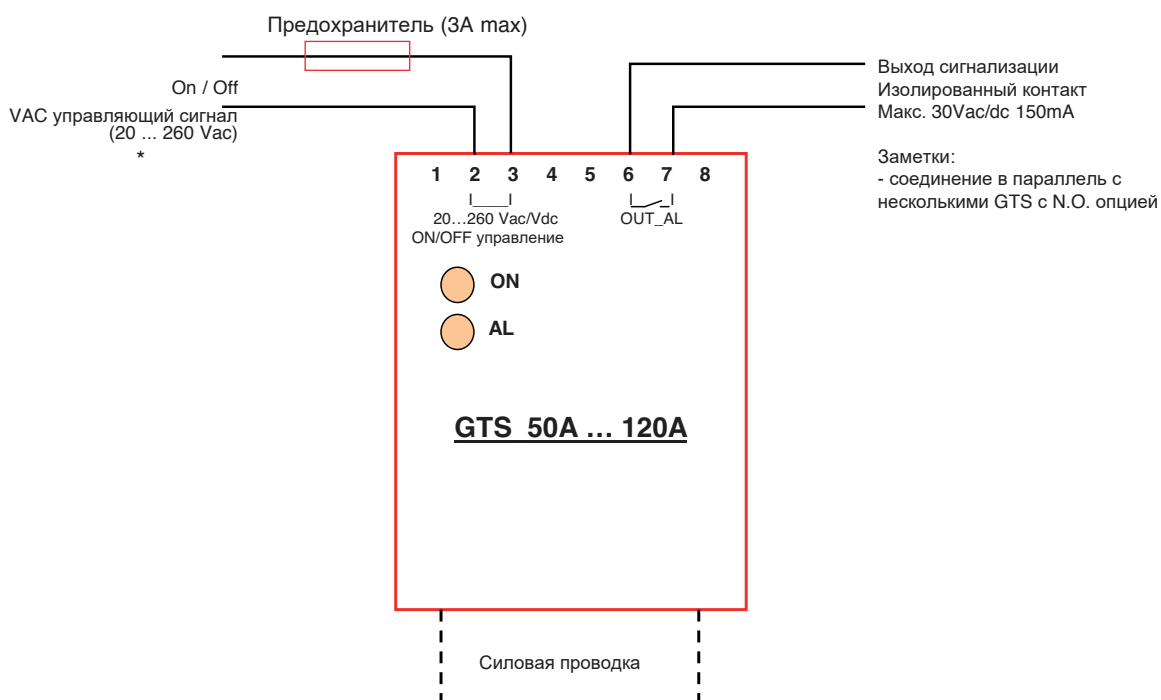 Предохранитель (3A max)
On / Off
VAC управляющий сигнал
(20 ... 260 Vac)
*
Выход сигнализации
Изолированный контакт
Макс. 30Vac/dc 150mA
Заметки:
- соединение в параллель с
несколькими GTS с N.O. опцией
1 2 3 4 5 6 7 8
20…260 Vac/Vdc
ON/OFF управление
OUT_AL
ON
AL
GTS 50A … 120A
Силовая проводка